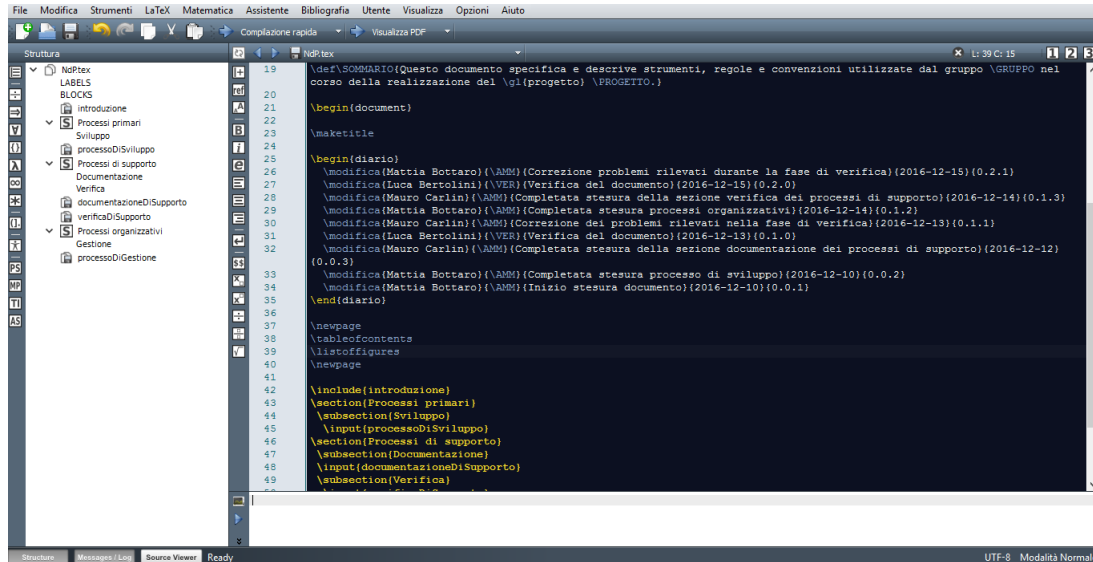 File Modifica Strumenti LaTeX Matematica Assistente Bibliografia Utente Visualizza Opzioni Aiuto
Compilazione rapida Visualizza PDF
Struttura NdP.tex L: 39 C: 15 1 2 3
NdP.tex
LABELS
BLOCKS
introduzione
Processi primari
Sviluppo
processoDiSviluppo
Processi di supporto
Documentazione
Verifica
documentazioneDiSupporto
verificaDiSupporto
Processi organizzativi
Gestione
processoDiGestione
PS
MP
TI
AS
ref
19 \def\SOMMARIO{Questo documento specifica e descrive strumenti, regole e convenzioni utilizzate dal gruppo \GRUPPO nel
corso della realizzazione del \gl{progetto} \PROGETTO.}
20
21 \begin{document}
22
23 \maketitle
24
25 \begin{diario}
26 \modifica{Mattia Bottaro}{\AMM}{Correzione problemi rilevati durante la fase di verifica}{2016-12-15}{0.2.1}
27 \modifica{Luca Bertolini}{\VER}{Verifica del documento}{2016-12-15}{0.2.0}
28 \modifica{Mauro Carlin}{\AMM}{Completata stesura della sezione verifica dei processi di supporto}{2016-12-14}{0.1.3}
29 \modifica{Mattia Bottaro}{\AMM}{Completata stesura processi organizzativi}{2016-12-14}{0.1.2}
30 \modifica{Mauro Carlin}{\AMM}{Correzione dei problemi rilevati nella fase di verifica}{2016-12-13}{0.1.1}
31 \modifica{Luca Bertolini}{\VER}{Verifica del documento}{2016-12-13}{0.1.0}
32 \modifica{Mauro Carlin}{\AMM}{Completata stesura della sezione documentazione dei processi di supporto}{2016-12-12}
{0.0.3}
33 \modifica{Mattia Bottaro}{\AMM}{Completata stesura processo di sviluppo}{2016-12-10}{0.0.2}
34 \modifica{Mattia Bottaro}{\AMM}{Inizio stesura documento}{2016-12-10}{0.0.1}
35 \end{diario}
36
37 \newpage
38 \tableofcontents
39 \listoffigures
40 \newpage
41
42 \include{introduzione}
43 \section{Processi primari}
44 \subsection{Sviluppo}
45 \input{processoDiSviluppo}
46 \section{Processi di supporto}
47 \subsection{Documentazione}
48 \input{documentazioneDiSupporto}
49 \subsection{Verifica}
Structure Messages / Log Source Viewer Ready UTF-8 Modalità Normale